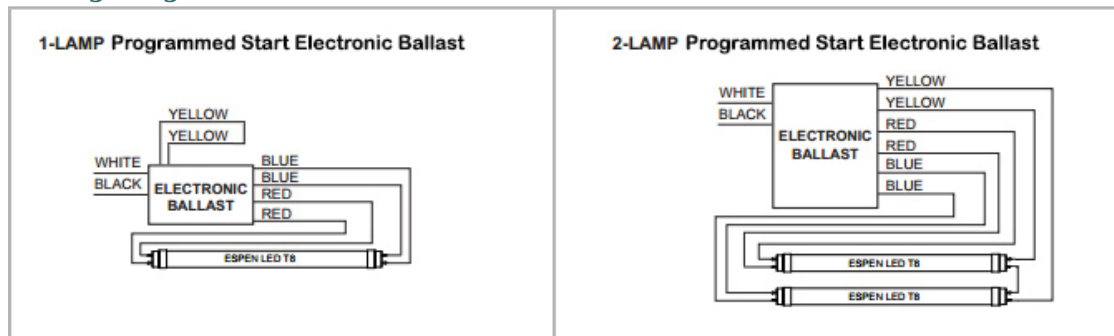 1-LAMP Programmed Start Electronic Ballast
YELLOW
YELLOW
WHITE
BLACK
ELECTRONIC
BALLAST
BLUE
BLUE
RED
RED
ESPEN LED T8
2-LAMP Programmed Start Electronic Ballast
WHITE
BLACK
ELECTRONIC
BALLAST
YELLOW
YELLOW
RED
RED
BLUE
BLUE
ESPEN LED T8
ESPEN LED T8